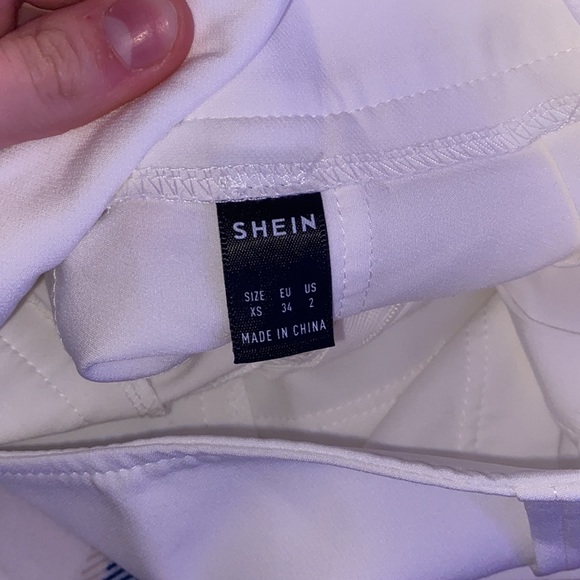 SHEIN
SIZE EU US
XS 34 2
MADE IN CHINA